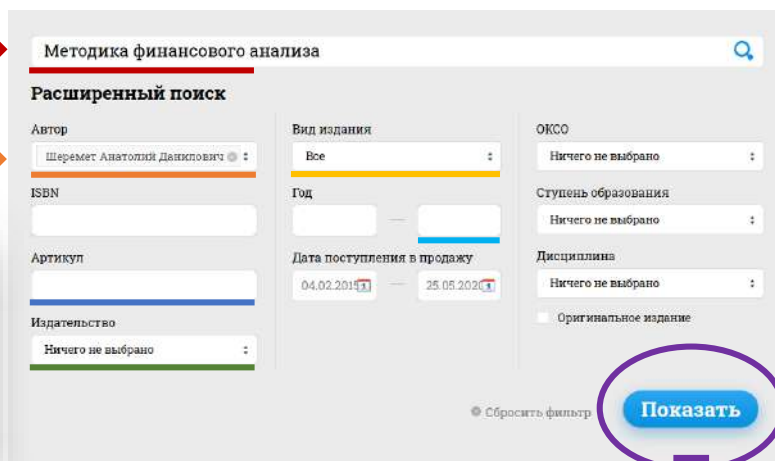 Методика финансового анализа
Расширенный поиск
Автор
Шеремет Анатолий Данилович
ISBN
Артикул
Издательство
Ничего не выбрано
Вид издания
Все
Год
—
Дата поступления в продажу
04.02.2015 — 25.05.202
ОКСО
Ничего не выбрано
Ступень образования
Ничего не выбрано
Дисциплина
Ничего не выбрано
Оригинальное издание
Сбросить фильтр
Показать